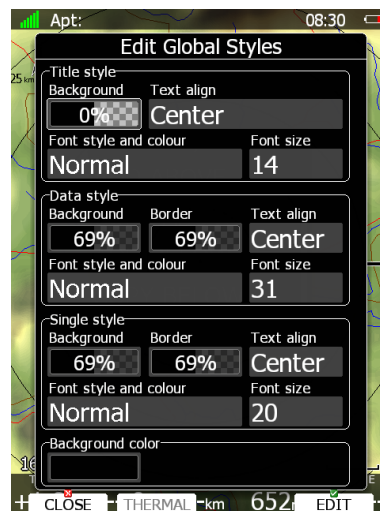 Apt: 08:30
Edit Global Styles
25 km
Title style
Background Text align
0% Center
Font style and colour Font size
Normal 14
Data style
Background Border Text align
69% 69% Center
Font style and colour Font size
Normal 31
Single style
Background Border Text align
69% 69% Center
Font style and colour Font size
Normal 20
Background color
E
CLOSE THERMAL km 652 EDIT